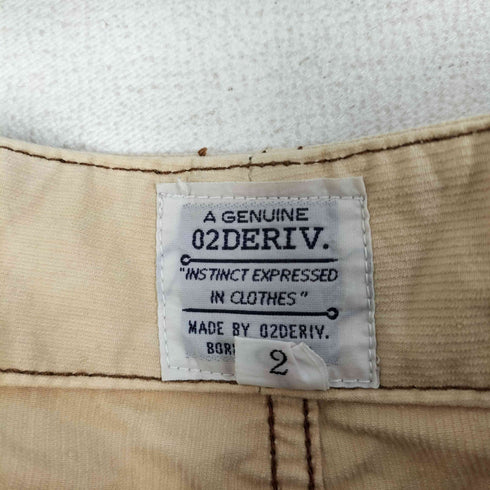 A GENUINE
02DERIV.
"INSTINCT EXPRESSED
IN CLOTHES"
MADE BY 02DERIV.
2